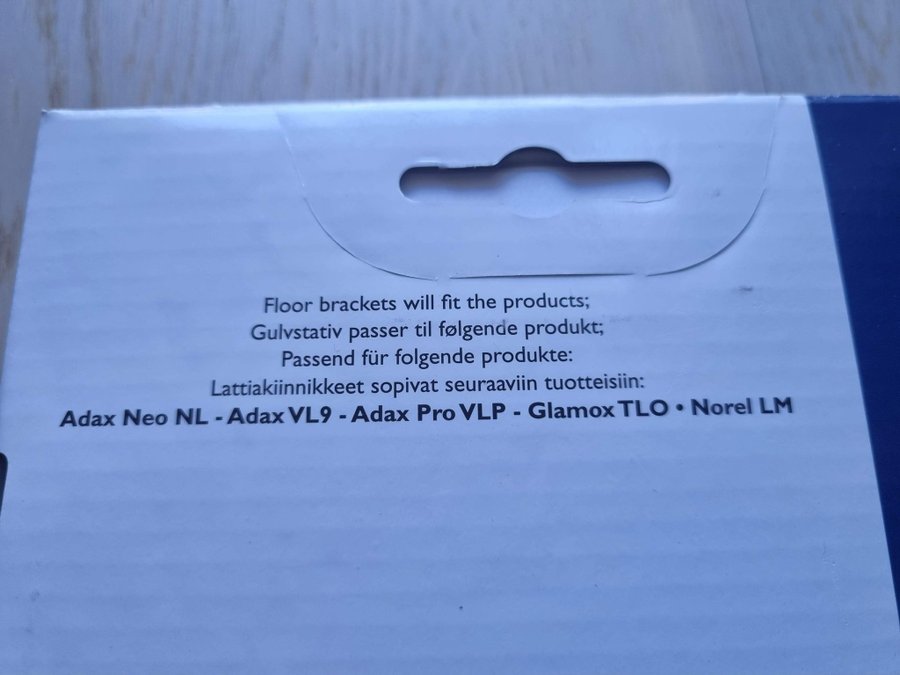 Floor brackets will fit the products;
Gulvstativ passer til følgende produkt;
Passend für folgende produkte:
Lattiakiinnikkeet sopivat seuraaviin tuotteisiin:
Adax Neo NL - Adax VL9 - Adax Pro VLP - Glamox TLO • Norel LM